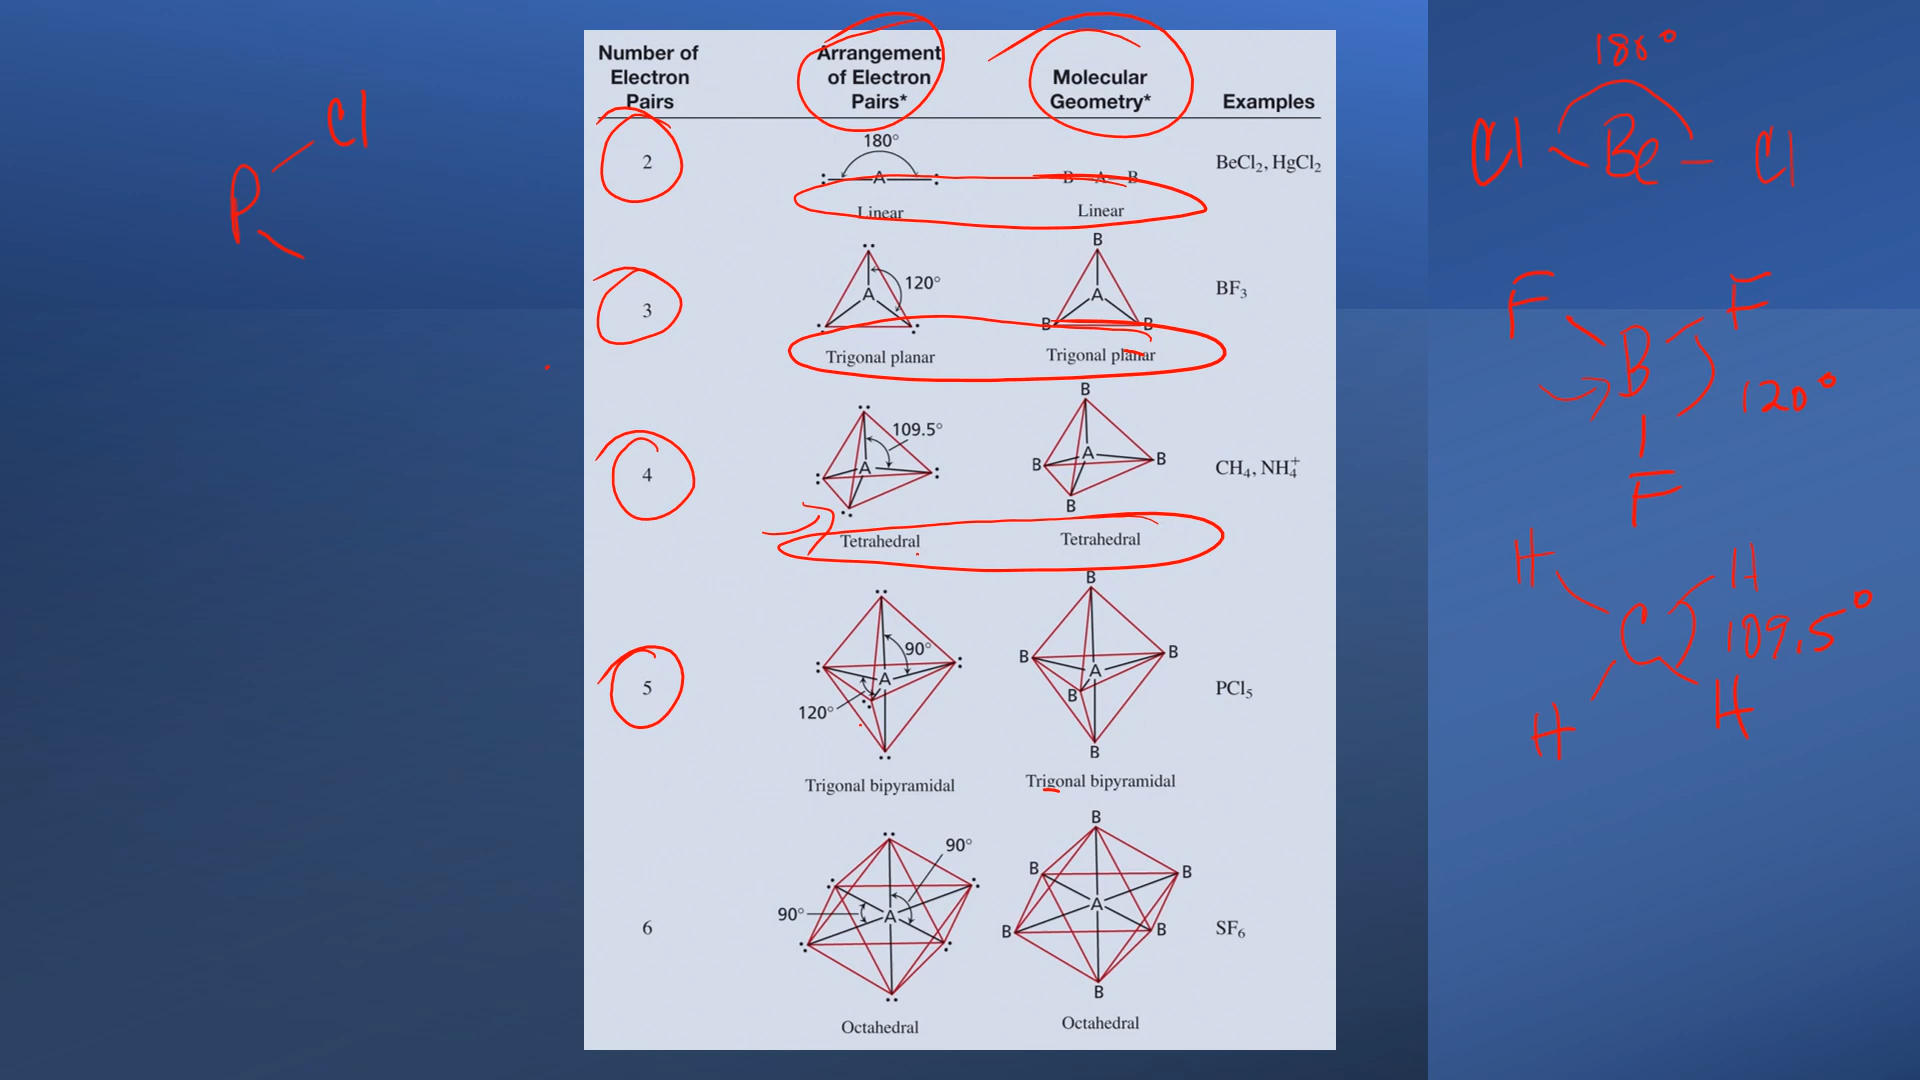 Number of Electron Pairs
Arrangement of Electron Pairs*
Molecular Geometry*
Examples
2
180°
: A :
Linear
B A B
Linear
BeCl₂, HgCl₂
3
120°
A
Trigonal planar
B
A
B B
Trigonal planar
BF₃
4
109.5°
A
Tetrahedral
B
B A B
B
Tetrahedral
CH₄, NH₄⁺
5
90°
A
120°
Trigonal bipyramidal
B
B B
A
B
B
Trigonal bipyramidal
PCl₅
6
90°
90°
A
Octahedral
B
B B
A
B B
B
Octahedral
SF₆
P Cl
180°
Cl Be Cl
F F
B
120°
F
H H
C 109.5°
H H